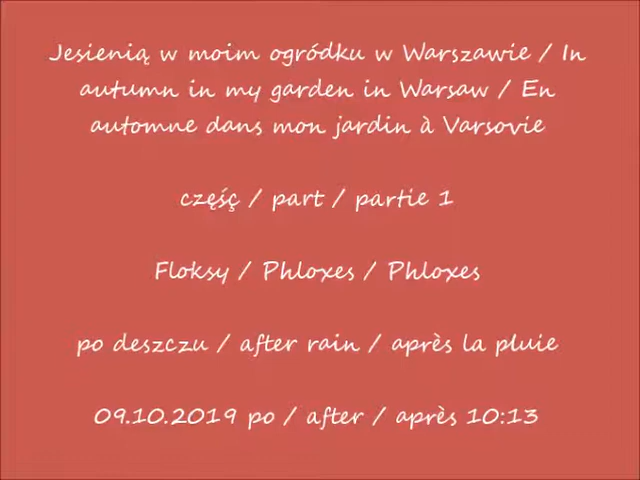 Jesienią w moim ogródku w Warszawie / In
autumn in my garden in Warsaw / En
automne dans mon jardin à Varsovie
częśç / part / partie 1
Floksy / Phloxes / Phloxes
po deszczu / after rain / après la pluie
09.10.2019 po / after / après 10:13